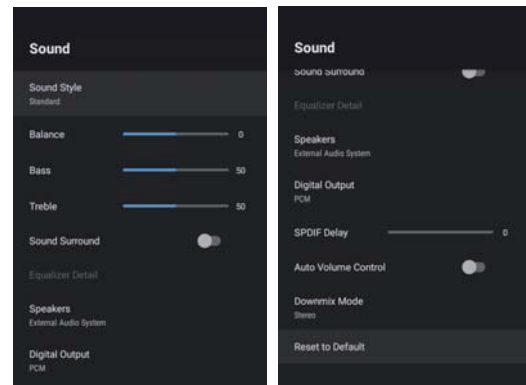 Sound
Sound Style
Standard
Balance 0
Bass 50
Treble 50
Sound Surround
Equalizer Detail
Speakers
External Audio System
Digital Output
PCM
Sound
Sound Surround
Equalizer Detail
Speakers
External Audio System
Digital Output
PCM
SPDIF Delay 0
Auto Volume Control
Downmix Mode
Stereo
Reset to Default